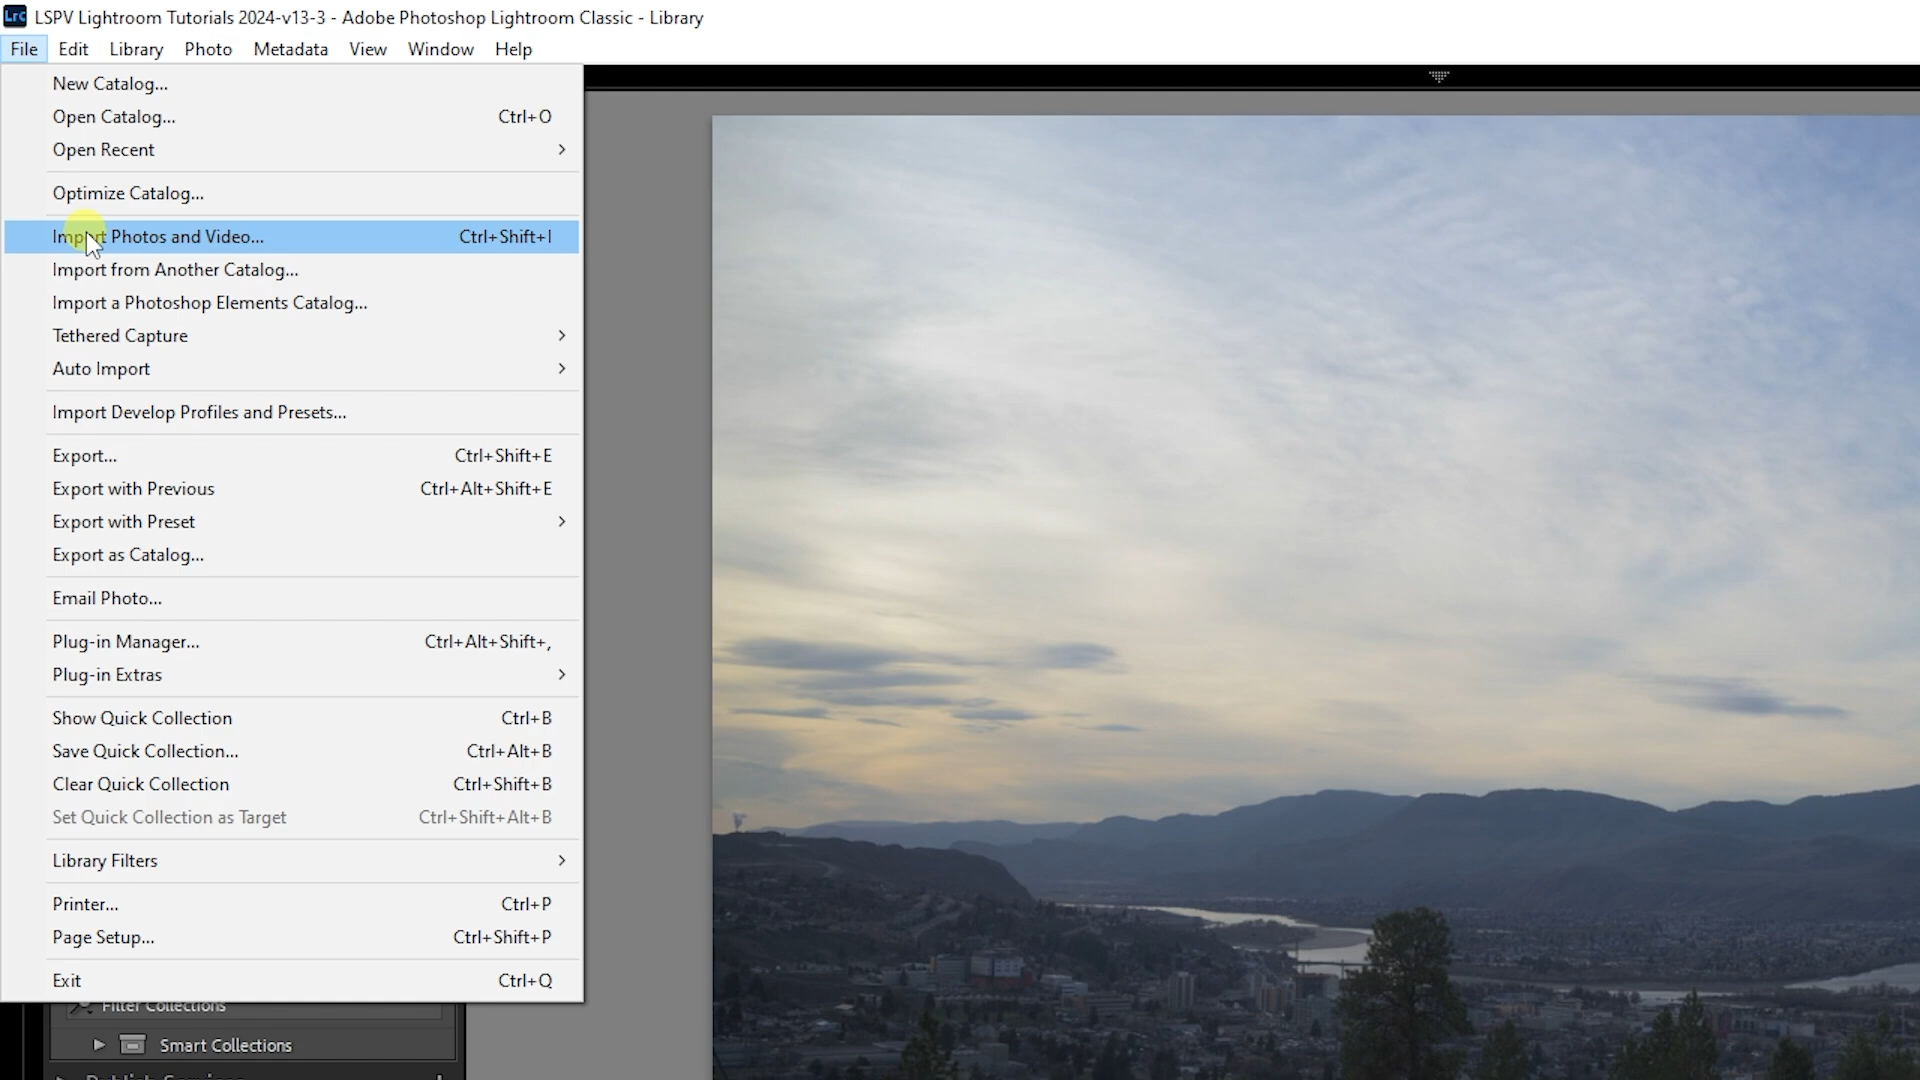 Lrc LSPV Lightroom Tutorials 2024-v13-3 - Adobe Photoshop Lightroom Classic - Library
File Edit Library Photo Metadata View Window Help
New Catalog...
Open Catalog... Ctrl+O
Open Recent
Optimize Catalog...
Import Photos and Video... Ctrl+Shift+I
Import from Another Catalog...
Import a Photoshop Elements Catalog...
Tethered Capture
Auto Import
Import Develop Profiles and Presets...
Export... Ctrl+Shift+E
Export with Previous Ctrl+Alt+Shift+E
Export with Preset
Export as Catalog...
Email Photo...
Plug-in Manager... Ctrl+Alt+Shift+,
Plug-in Extras
Show Quick Collection Ctrl+B
Save Quick Collection... Ctrl+Alt+B
Clear Quick Collection Ctrl+Shift+B
Set Quick Collection as Target Ctrl+Shift+Alt+B
Library Filters
Printer... Ctrl+P
Page Setup... Ctrl+Shift+P
Exit Ctrl+Q
Filter Collections
Smart Collections
Publish Services